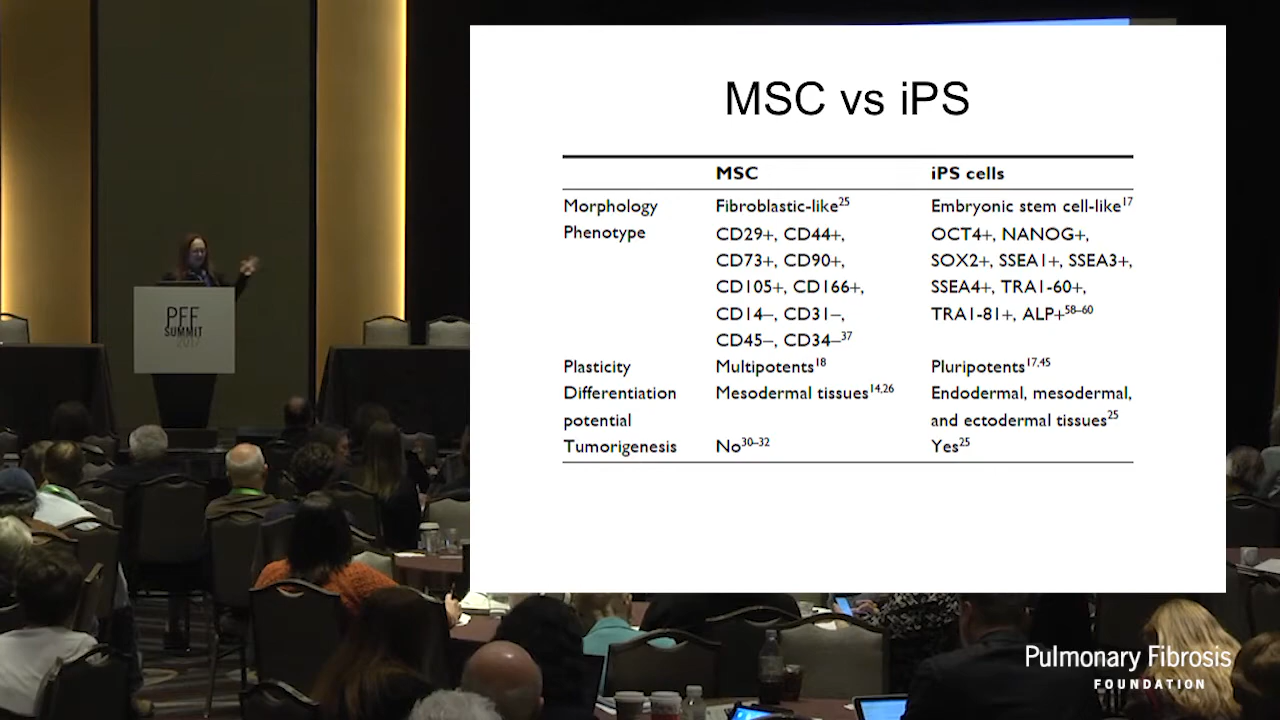 MSC vs iPS
MSC iPS cells
Morphology Fibroblastic-like25 Embryonic stem cell-like17
Phenotype CD29+, CD44+, OCT4+, NANOG+,
CD73+, CD90+, SOX2+, SSEA1+, SSEA3+,
CD105+, CD166+, SSEA4+, TRA1-60+,
CD14–, CD31–, TRA1-81+, ALP+58–60
CD45–, CD34–37
Plasticity Multipotents18 Pluripotents17,45
Differentiation Mesodermal tissues14,26 Endodermal, mesodermal,
potential and ectodermal tissues25
Tumorigenesis No30–32 Yes25
PFF
SUMMIT
2017
Pulmonary Fibrosis
FOUNDATION